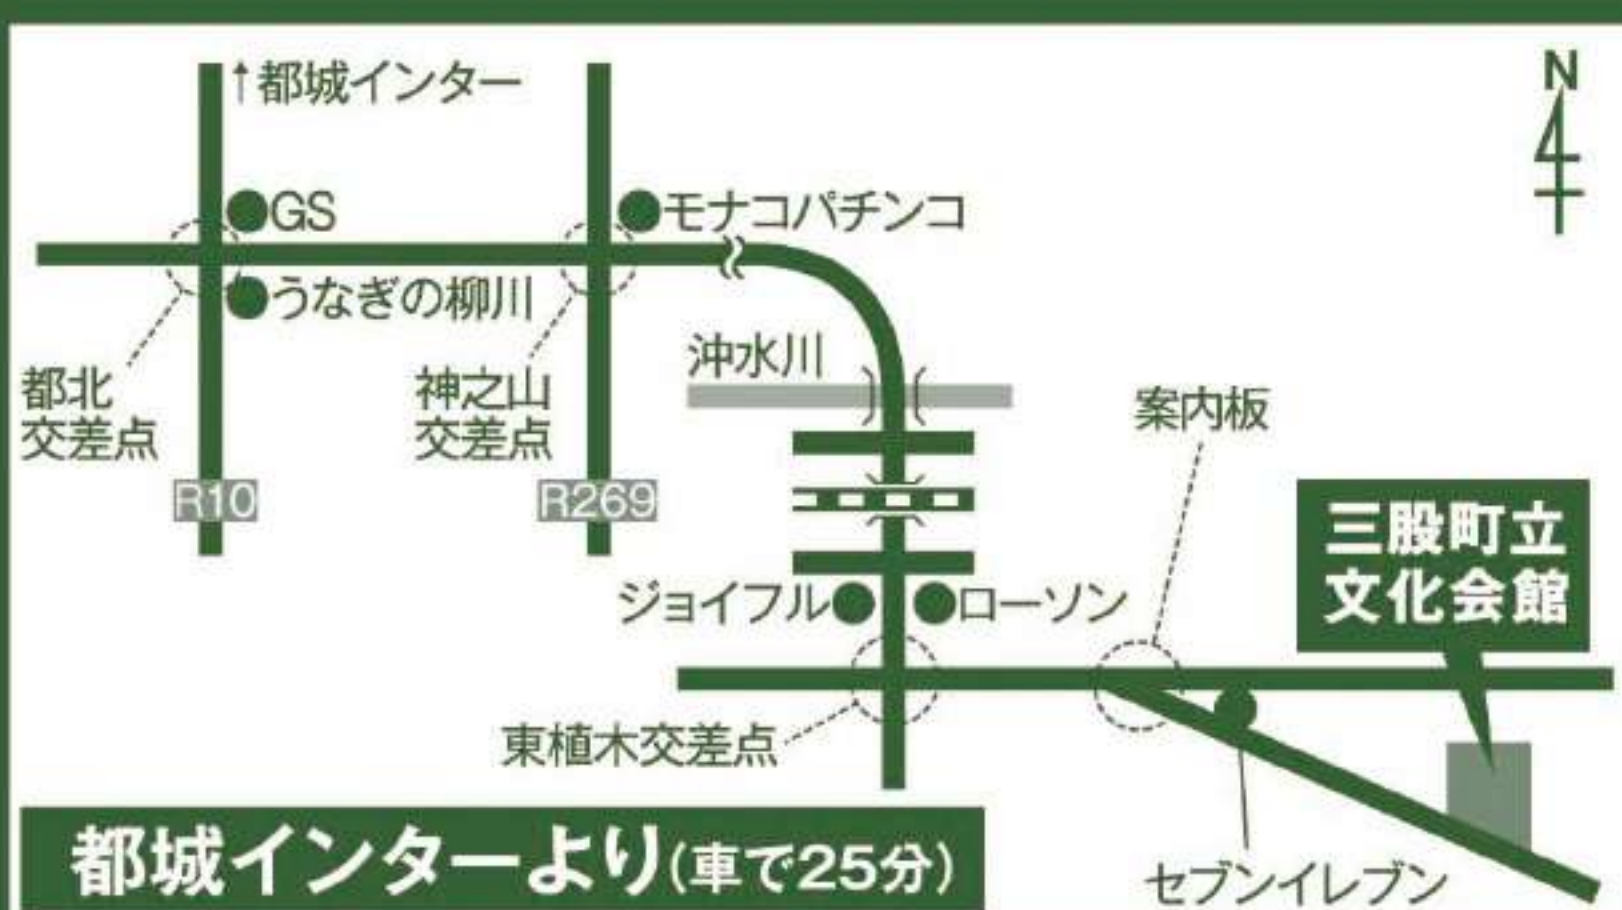 ↑都城インター
N
GS
モナコパチンコ
うなぎの柳川
都北
交差点
神之山
交差点
沖水川
案内板
R10
R269
三股町立
文化会館
ジョイフル
ローソン
東植木交差点
都城インターより(車で25分)
セブンイレブン